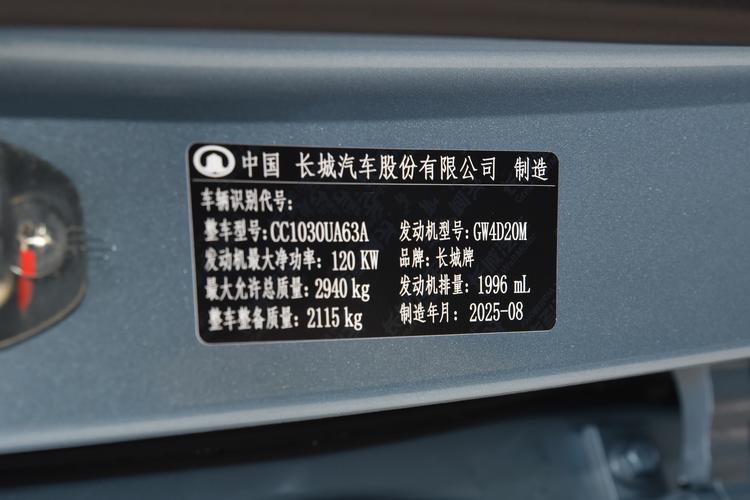 中国 长城汽车股份有限公司 制造
车辆识别代号:
整车型号:CC1030UA63A 发动机型号:GW4D20M
发动机最大净功率: 120 KW 品牌:长城牌
最大允许总质量: 2940 kg 发动机排量: 1996 mL
整车整备质量: 2115 kg 制造年月: 2025-08